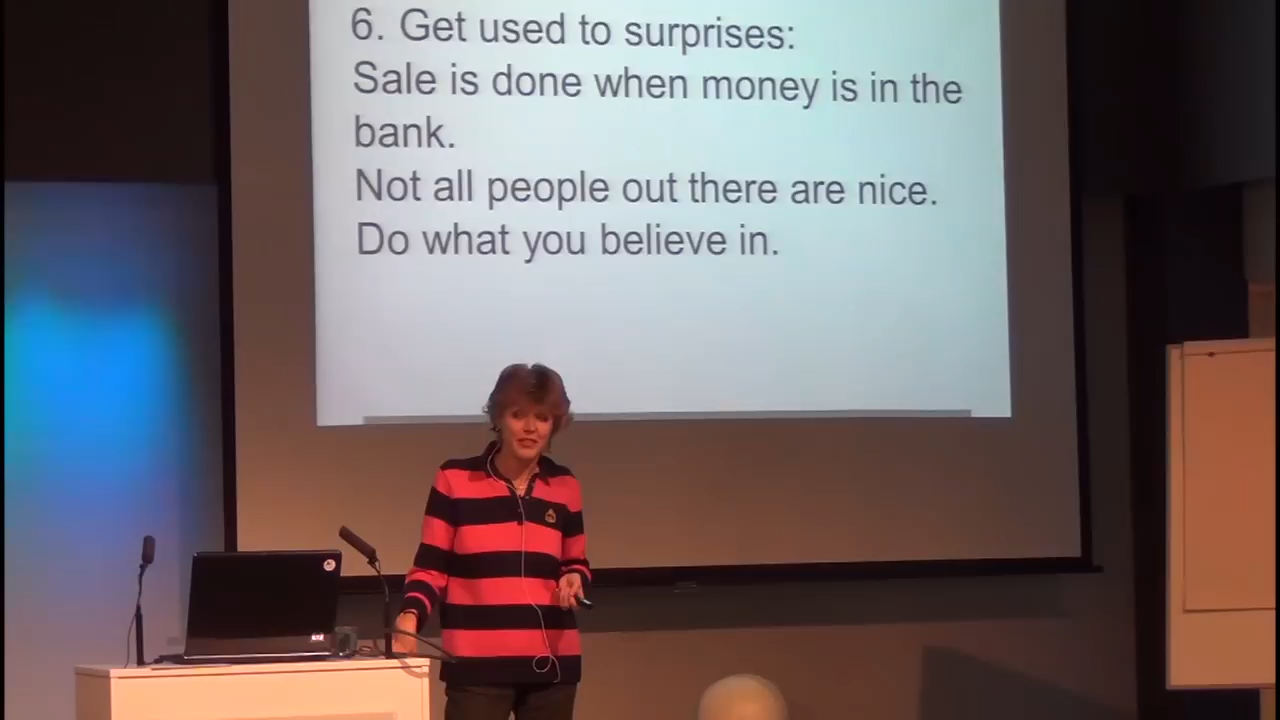 6. Get used to surprises:
Sale is done when money is in the
bank.
Not all people out there are nice.
Do what you believe in.